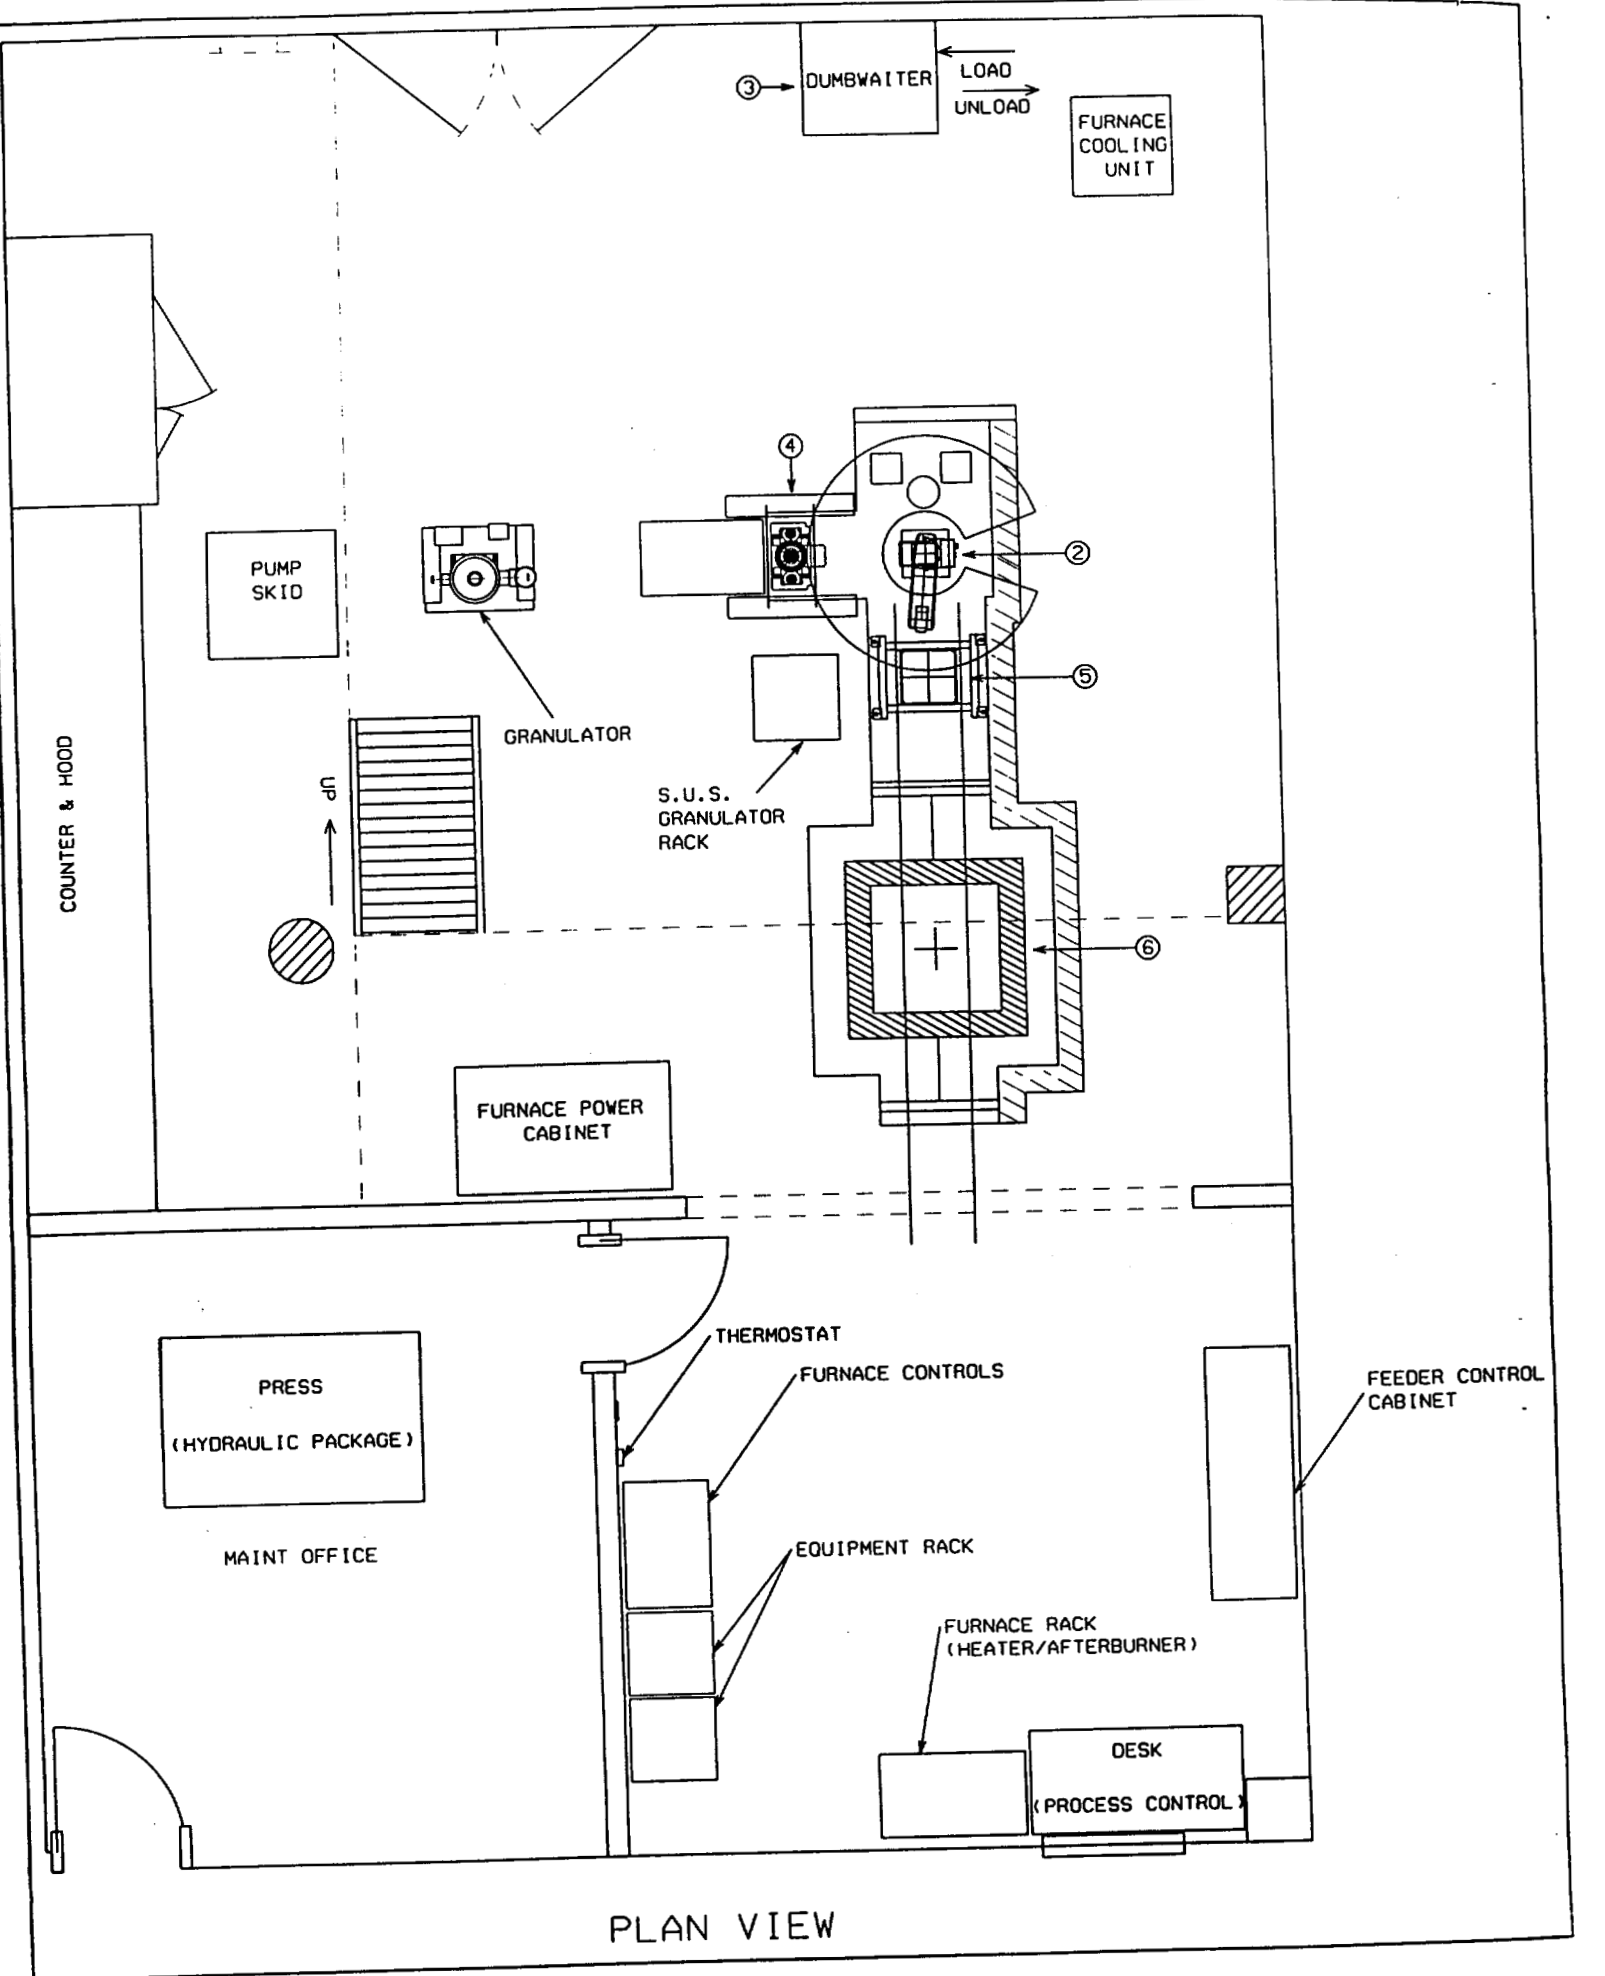 3
DUMBWAITER
LOAD
UNLOAD
FURNACE
COOLING
UNIT
4
2
PUMP
SKID
5
GRANULATOR
S.U.S.
GRANULATOR
RACK
UP
COUNTER & HOOD
6
FURNACE POWER
CABINET
THERMOSTAT
FURNACE CONTROLS
FEEDER CONTROL
CABINET
PRESS
(HYDRAULIC PACKAGE)
MAINT OFFICE
EQUIPMENT RACK
FURNACE RACK
(HEATER/AFTERBURNER)
DESK
(PROCESS CONTROL)
PLAN VIEW